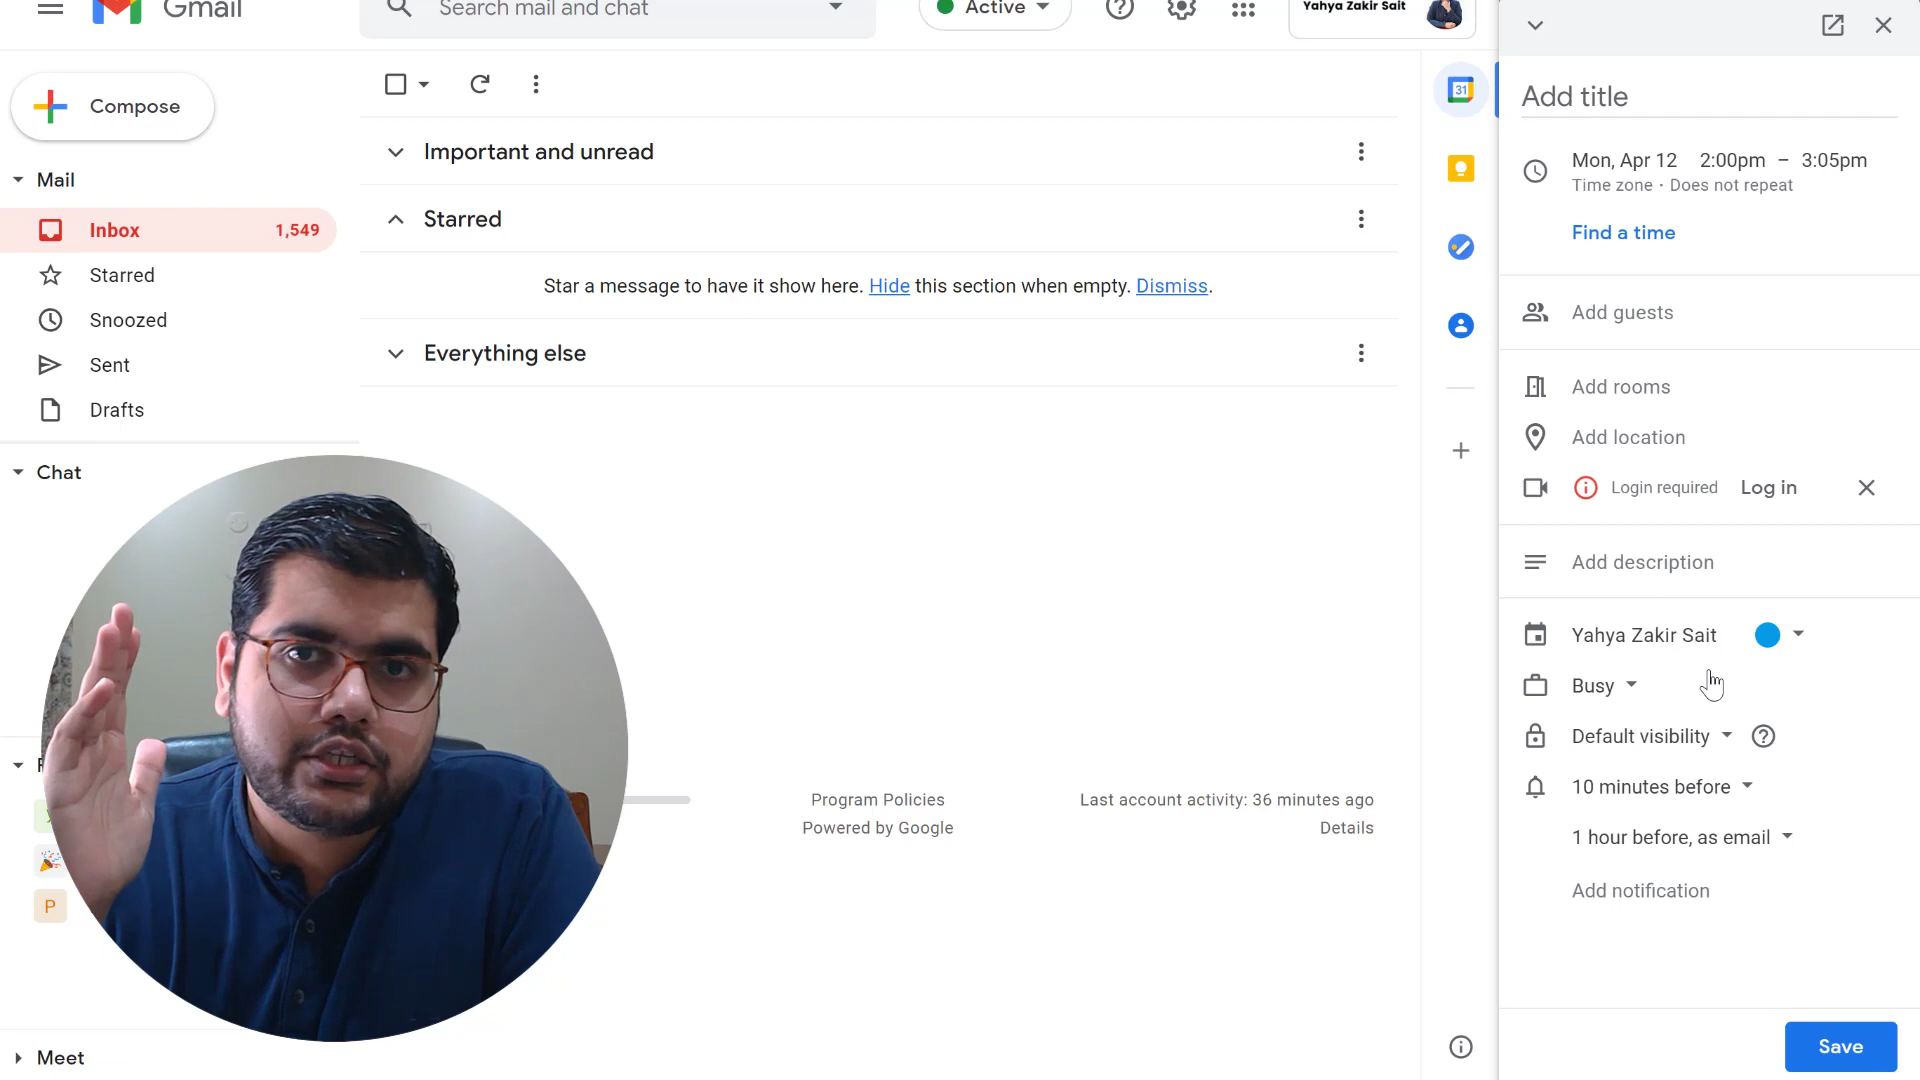 Gmail
Search mail and chat
Active
Yahya Zakir Sait
Compose
Mail
Inbox 1,549
Starred
Snoozed
Sent
Drafts
Chat
P
Meet
Important and unread
Starred
Star a message to have it show here. Hide this section when empty. Dismiss.
Everything else
Program Policies
Powered by Google
Last account activity: 36 minutes ago
Details
31
Add title
Mon, Apr 12 2:00pm – 3:05pm
Time zone · Does not repeat
Find a time
Add guests
Add rooms
Add location
Login required Log in
Add description
Yahya Zakir Sait
Busy
Default visibility
10 minutes before
1 hour before, as email
Add notification
Save